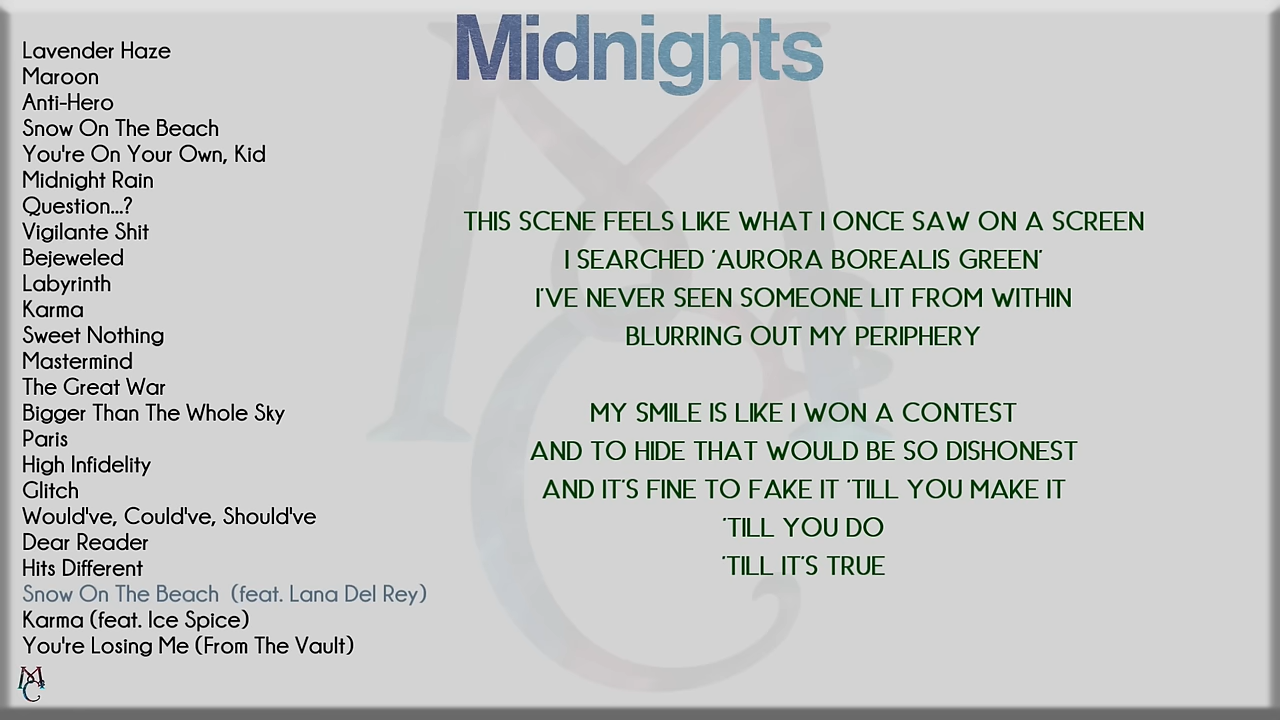 Midnights
Lavender Haze
Maroon
Anti-Hero
Snow On The Beach
You're On Your Own, Kid
Midnight Rain
Question...?
Vigilante Shit
Bejeweled
Labyrinth
Karma
Sweet Nothing
Mastermind
The Great War
Bigger Than The Whole Sky
Paris
High Infidelity
Glitch
Would've, Could've, Should've
Dear Reader
Hits Different
Snow On The Beach (feat. Lana Del Rey)
Karma (feat. Ice Spice)
You're Losing Me (From The Vault)
THIS SCENE FEELS LIKE WHAT I ONCE SAW ON A SCREEN
I SEARCHED 'AURORA BOREALIS GREEN'
I'VE NEVER SEEN SOMEONE LIT FROM WITHIN
BLURRING OUT MY PERIPHERY
MY SMILE IS LIKE I WON A CONTEST
AND TO HIDE THAT WOULD BE SO DISHONEST
AND IT'S FINE TO FAKE IT 'TILL YOU MAKE IT
'TILL YOU DO
'TILL IT'S TRUE